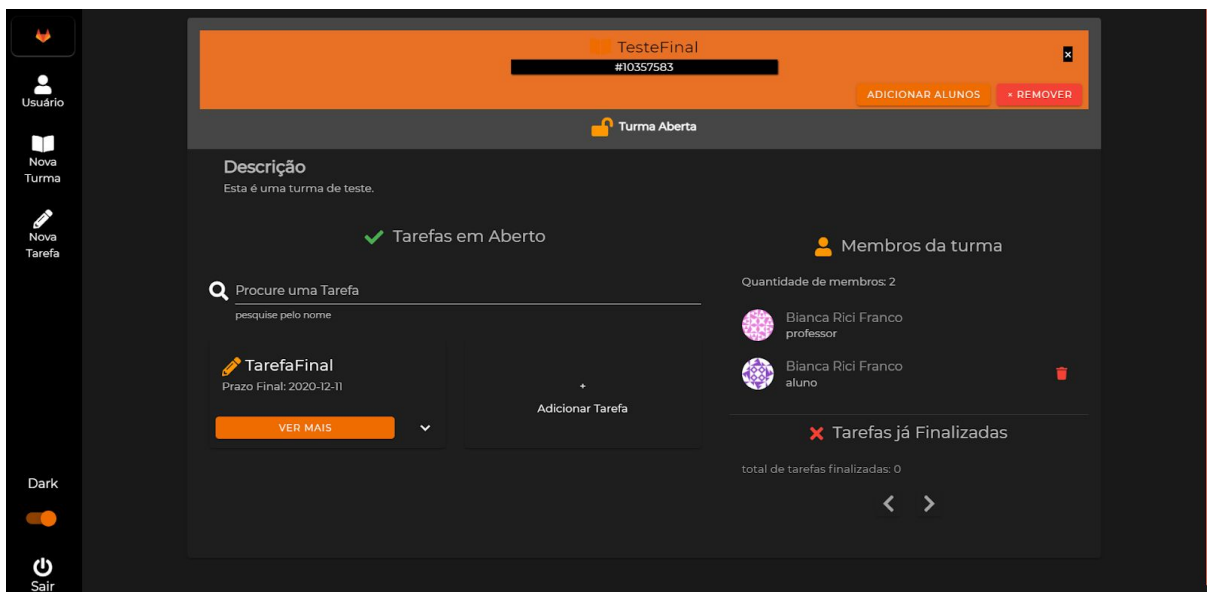 Usuário
Nova
Turma
Nova
Tarefa
Dark
Sair
TesteFinal
#10357583
ADICIONAR ALUNOS
× REMOVER
Turma Aberta
Descrição
Esta é uma turma de teste.
Tarefas em Aberto
Procure uma Tarefa
pesquise pelo nome
TarefaFinal
Prazo Final: 2020-12-11
VER MAIS
+
Adicionar Tarefa
Membros da turma
Quantidade de membros: 2
Bianca Rici Franco
professor
Bianca Rici Franco
aluno
Tarefas já Finalizadas
total de tarefas finalizadas: 0